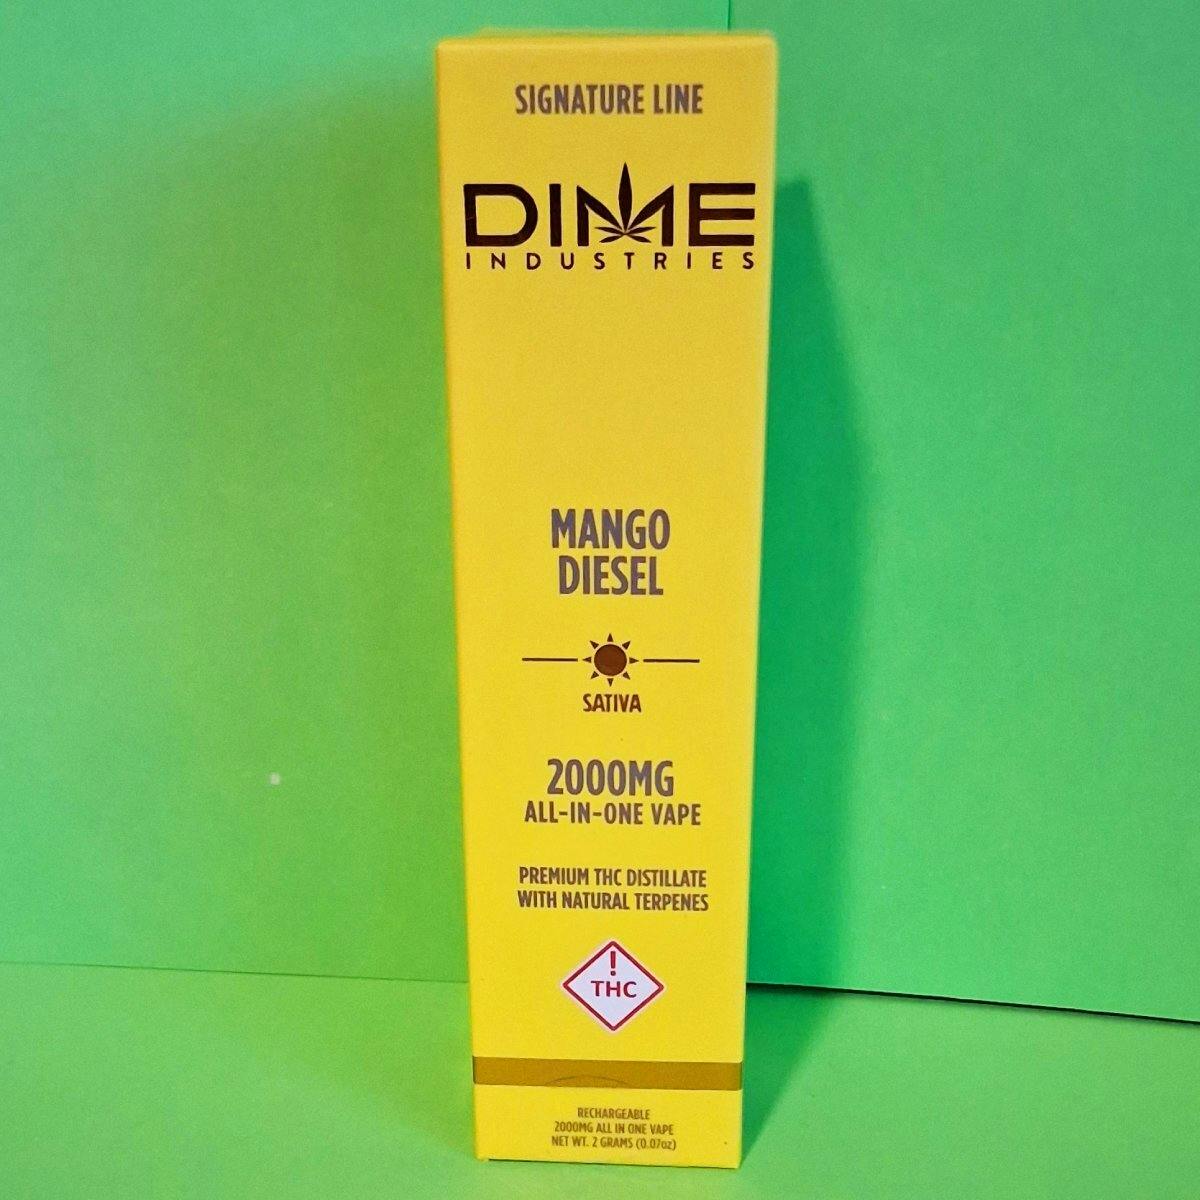 SIGNATURE LINE
DIME
INDUSTRIES
MANGO
DIESEL
SATIVA
2000MG
ALL-IN-ONE VAPE
PREMIUM THC DISTILLATE
WITH NATURAL TERPENES
!
THC
RECHARGEABLE
2000MG ALL IN ONE VAPE
NET WT. 2 GRAMS (0.07oz)